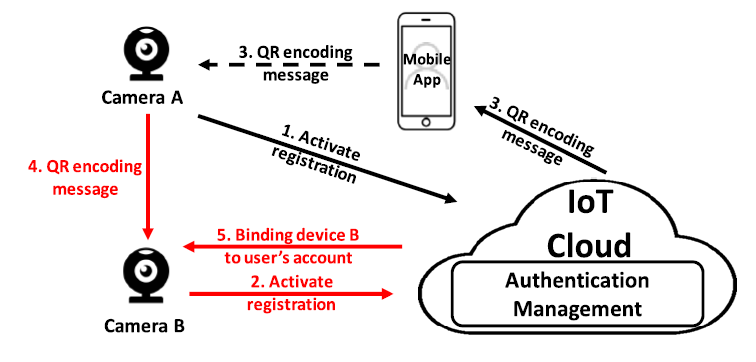 3. QR encoding
message
Mobile
App
Camera A
3. QR encoding
message
1. Activate
registration
4. QR encoding
message
IoT
Cloud
5. Binding device B
to user's account
2. Activate
registration
Authentication
Management
Camera B